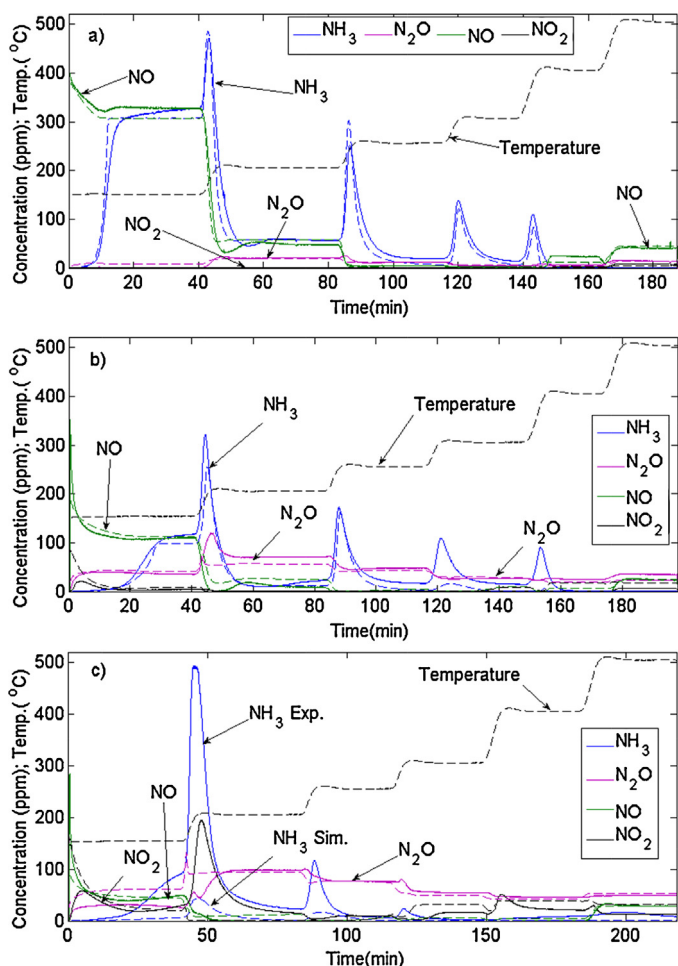 a)
NH3 N2O NO NO2
NO
NH3
Temperature
N2O
NO2
NO
Concentration (ppm); Temp.( °C)
500
400
300
200
100
0
0 20 40 60 80 100 120 140 160 180
Time(min)
b)
NH3
Temperature
NO
N2O
N2O
NH3
N2O
NO
NO2
Concentration (ppm); Temp.( °C)
500
400
300
200
100
0
0 20 40 60 80 100 120 140 160 180
Time(min)
c)
Temperature
NH3 Exp.
NO
NO2
NH3 Sim.
N2O
NH3
N2O
NO
NO2
Concentration (ppm); Temp.( °C)
500
400
300
200
100
0
0 50 100 150 200
Time(min)